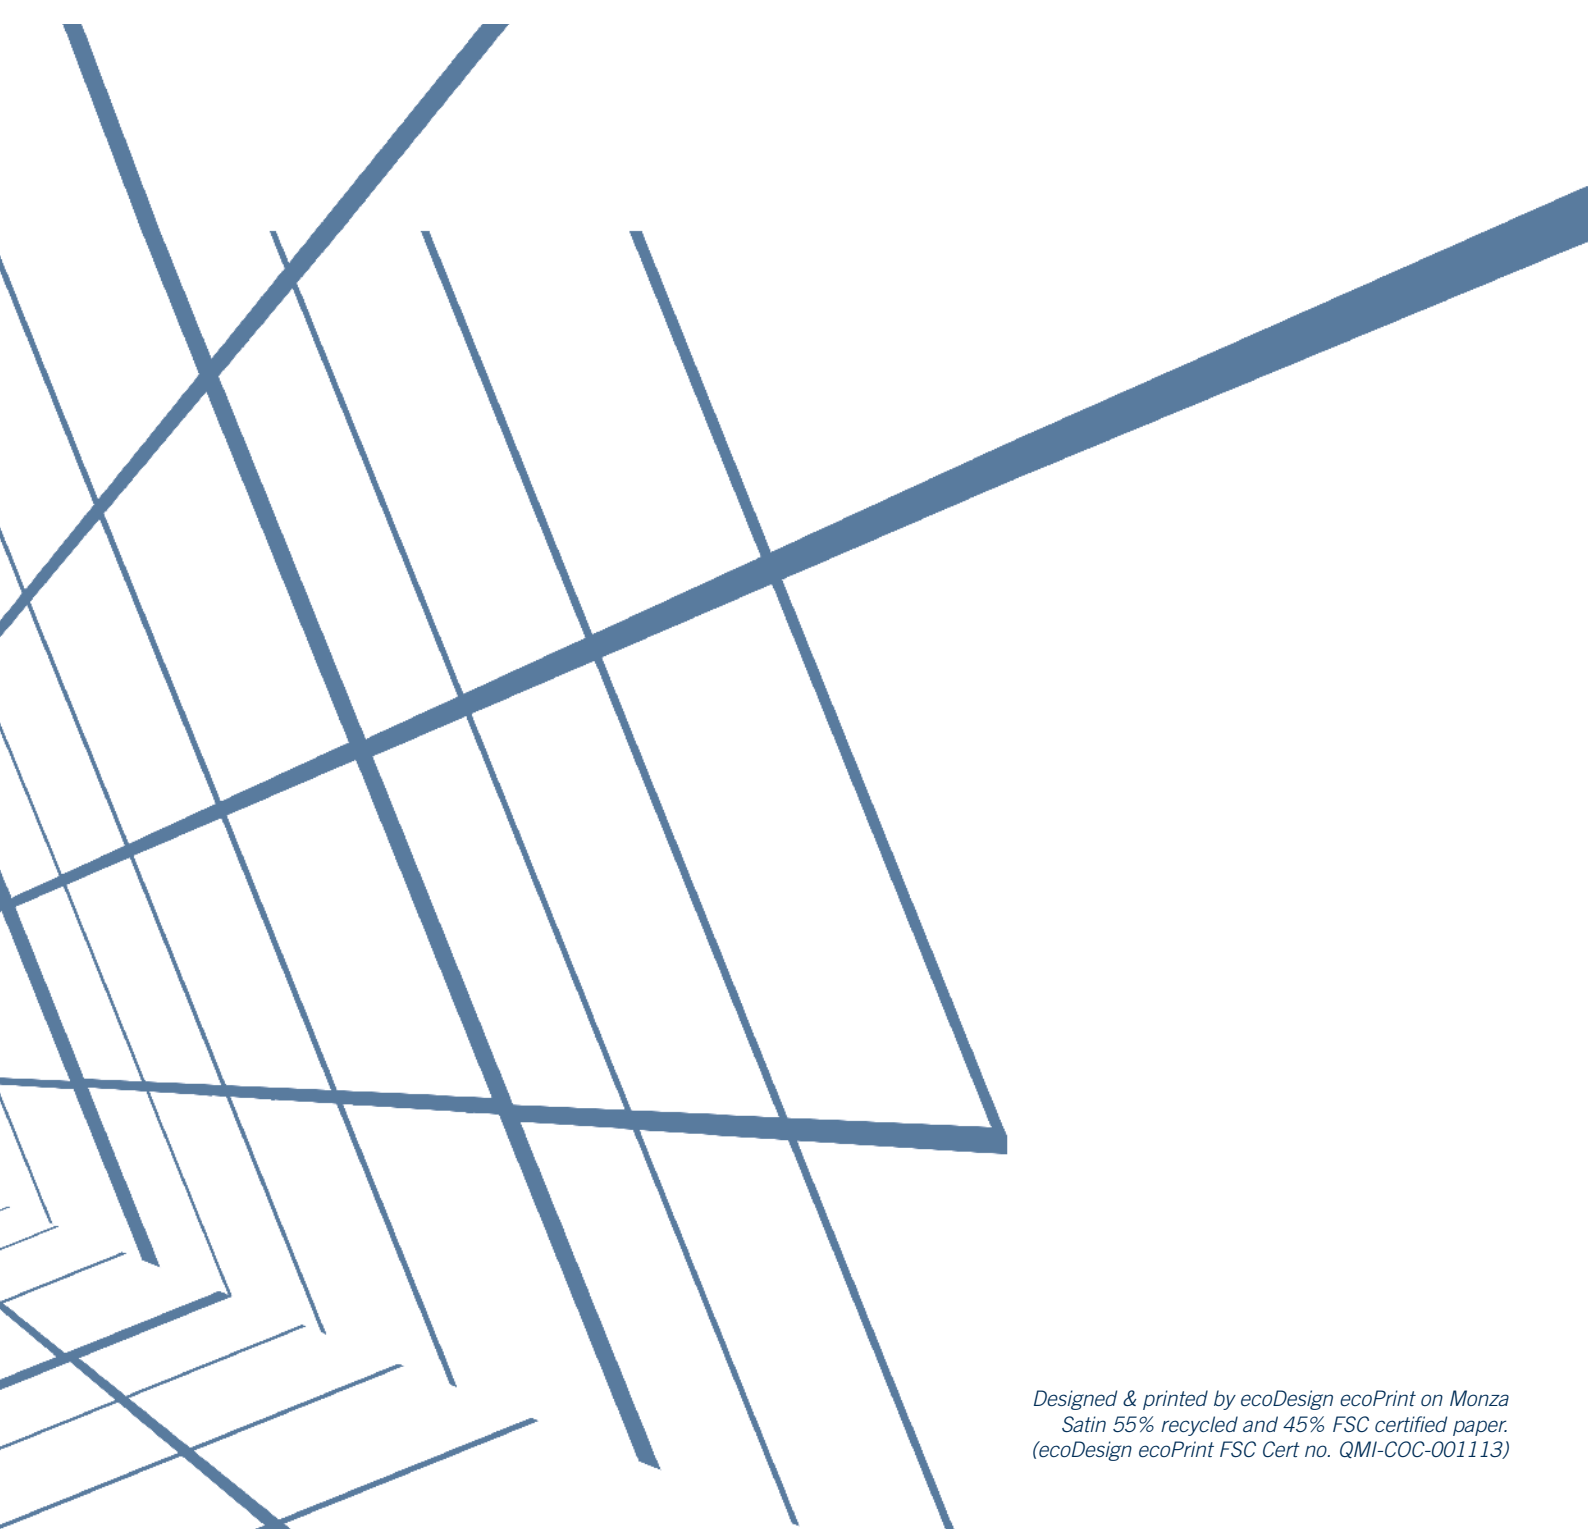 Designed & printed by ecoDesign ecoPrint on Monza
Satin 55% recycled and 45% FSC certified paper.
(ecoDesign ecoPrint FSC Cert no. QMI-COC-001113)